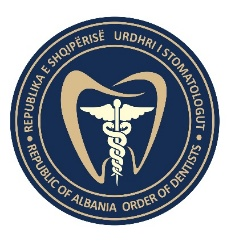 REPUBLIKA E SHQIPËRISË URDHRI I STOMATOLOGUT
REPUBLIC OF ALBANIA ORDER OF DENTISTS